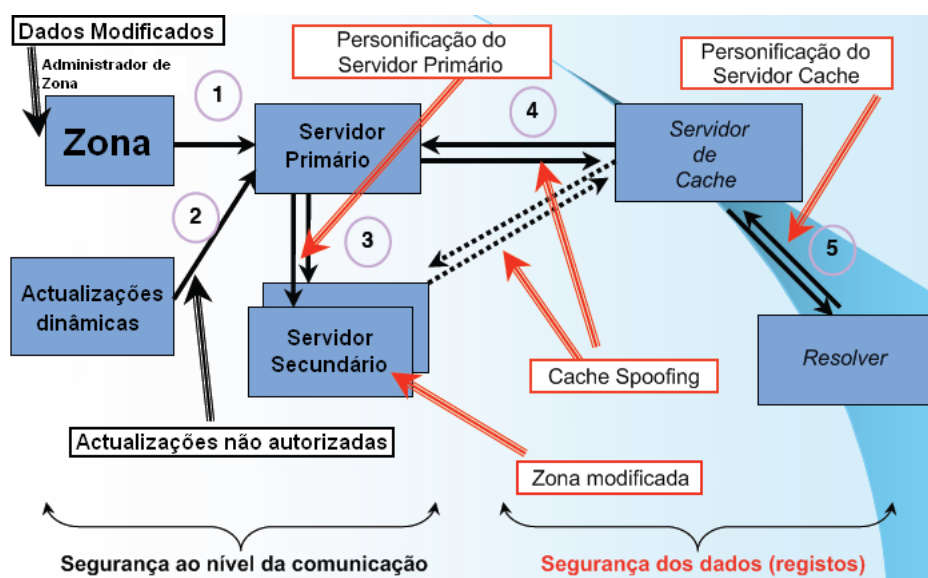 Dados Modificados
Administrador de
Zona
Zona
1
Servidor
Primário
Personificação do
Servidor Primário
4
Personificação do
Servidor Cache
Servidor
de
Cache
2
3
5
Actualizações
dinâmicas
Servidor
Secundário
Resolver
Cache Spoofing
Actualizações não autorizadas
Zona modificada
Segurança ao nível da comunicação
Segurança dos dados (registos)